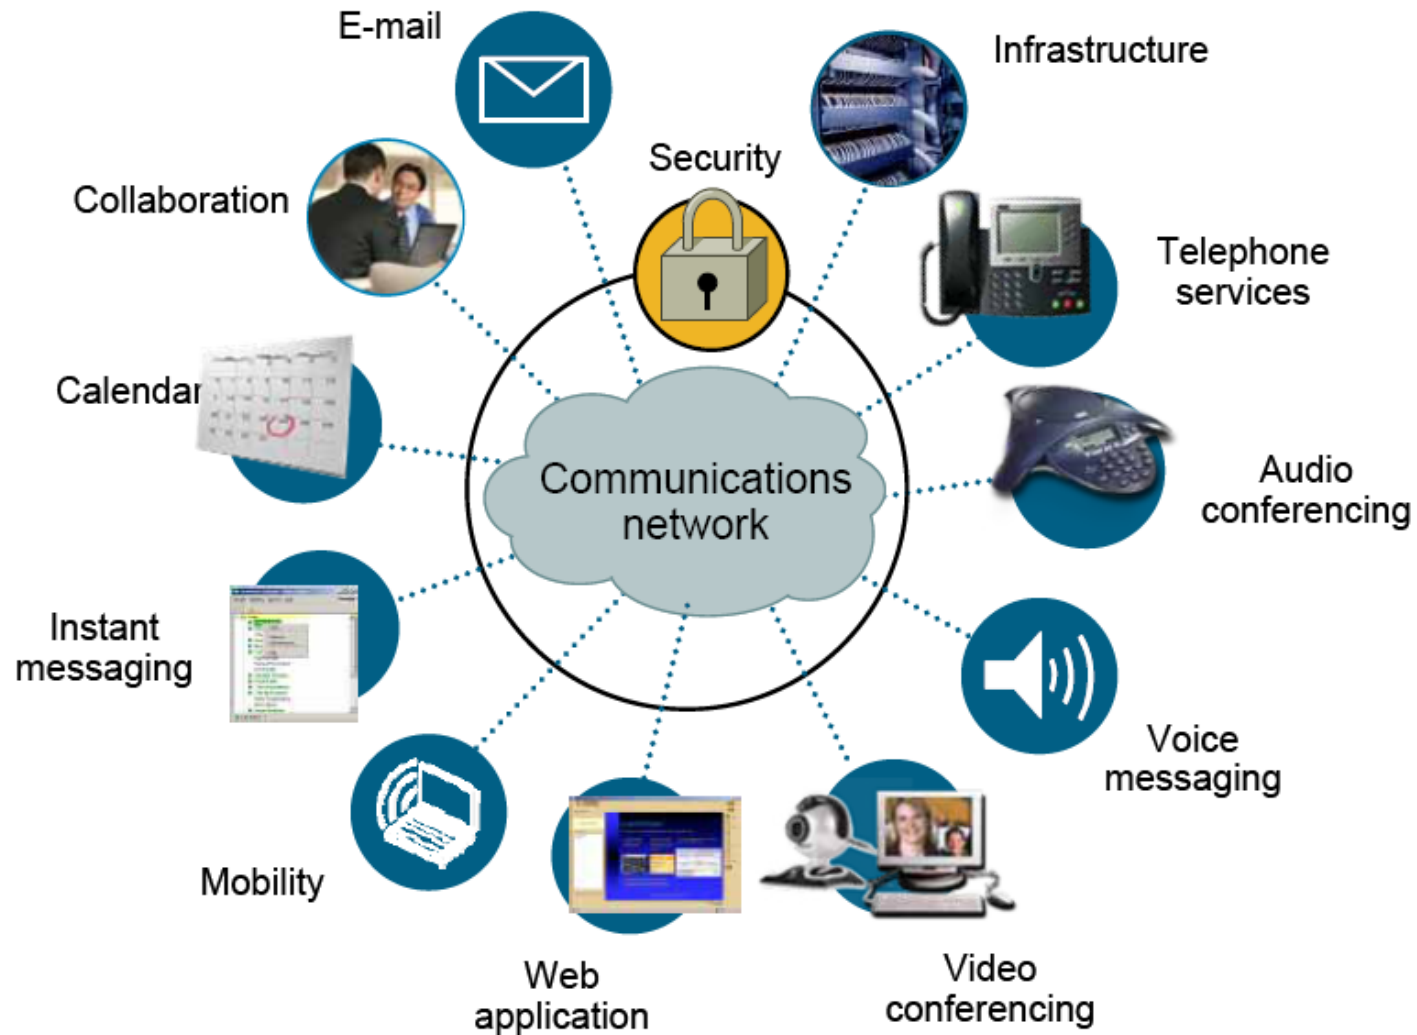 E-mail
Infrastructure
Security
Collaboration
Telephone
services
Calendar
Communications
network
Audio
conferencing
Instant
messaging
Voice
messaging
Mobility
Web
application
Video
conferencing